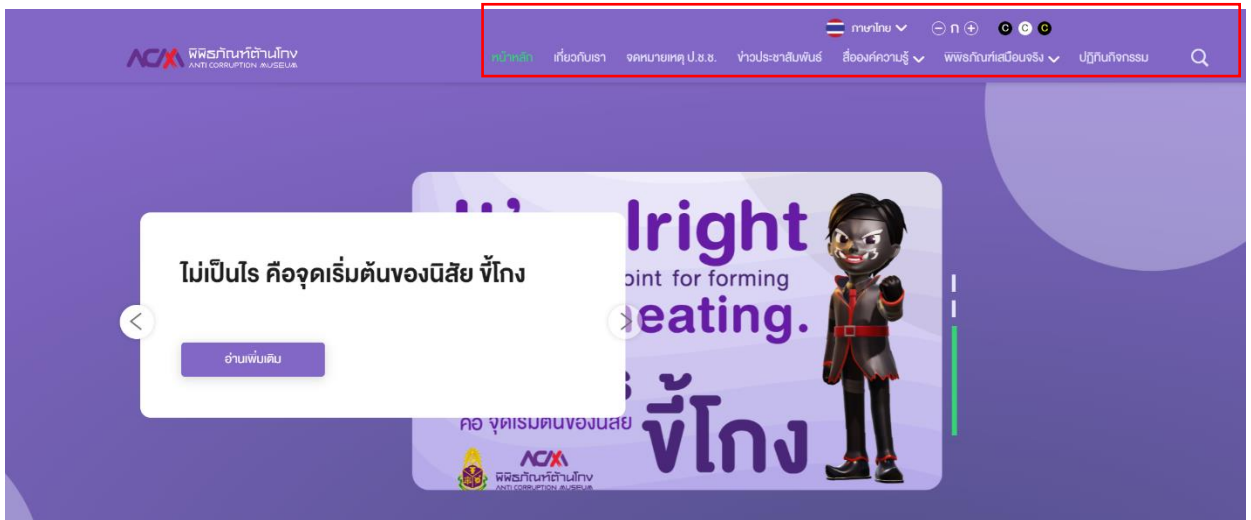 ภาษาไทย
ก
C C C
ACM พิพิธภัณฑ์ต้านโกง
ANTI CORRUPTION MUSEUM
หน้าหลัก เกี่ยวกับเรา จดหมายเหตุ ป.ป.ช. ข่าวประชาสัมพันธ์ สื่อองค์ความรู้ พิพิธภัณฑ์เสมือนจริง ปฏิทินกิจกรรม
ไม่เป็นไร คือจุดเริ่มต้นของนิสัย ขี้โกง
อ่านเพิ่มเติม
lright
oint for forming
eating.
คือ จุดเริ่มต้นของนิสัย
ขี้โกง
ACM
พิพิธภัณฑ์ต้านโกง
ANTI CORRUPTION MUSEUM